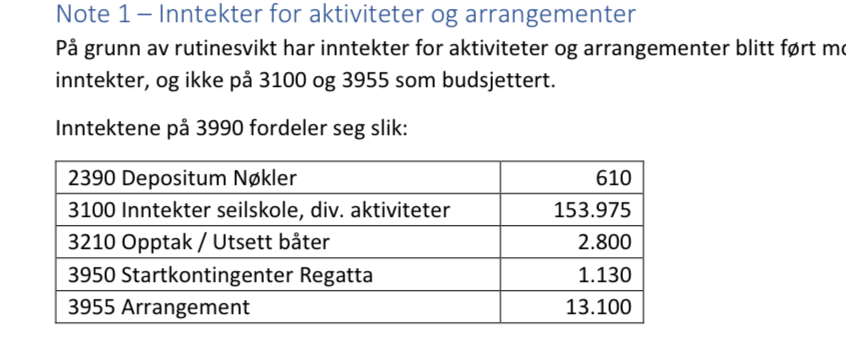 Note 1 – Inntekter for aktiviteter og arrangementer
På grunn av rutinesvikt har inntekter for aktiviteter og arrangementer blitt ført
inntekter, og ikke på 3100 og 3955 som budsjettert.
Inntektene på 3990 fordeler seg slik:
2390 Depositum Nøkler 610
3100 Inntekter seilskole, div. aktiviteter 153.975
3210 Opptak / Utsett båter 2.800
3950 Startkontingenter Regatta 1.130
3955 Arrangement 13.100